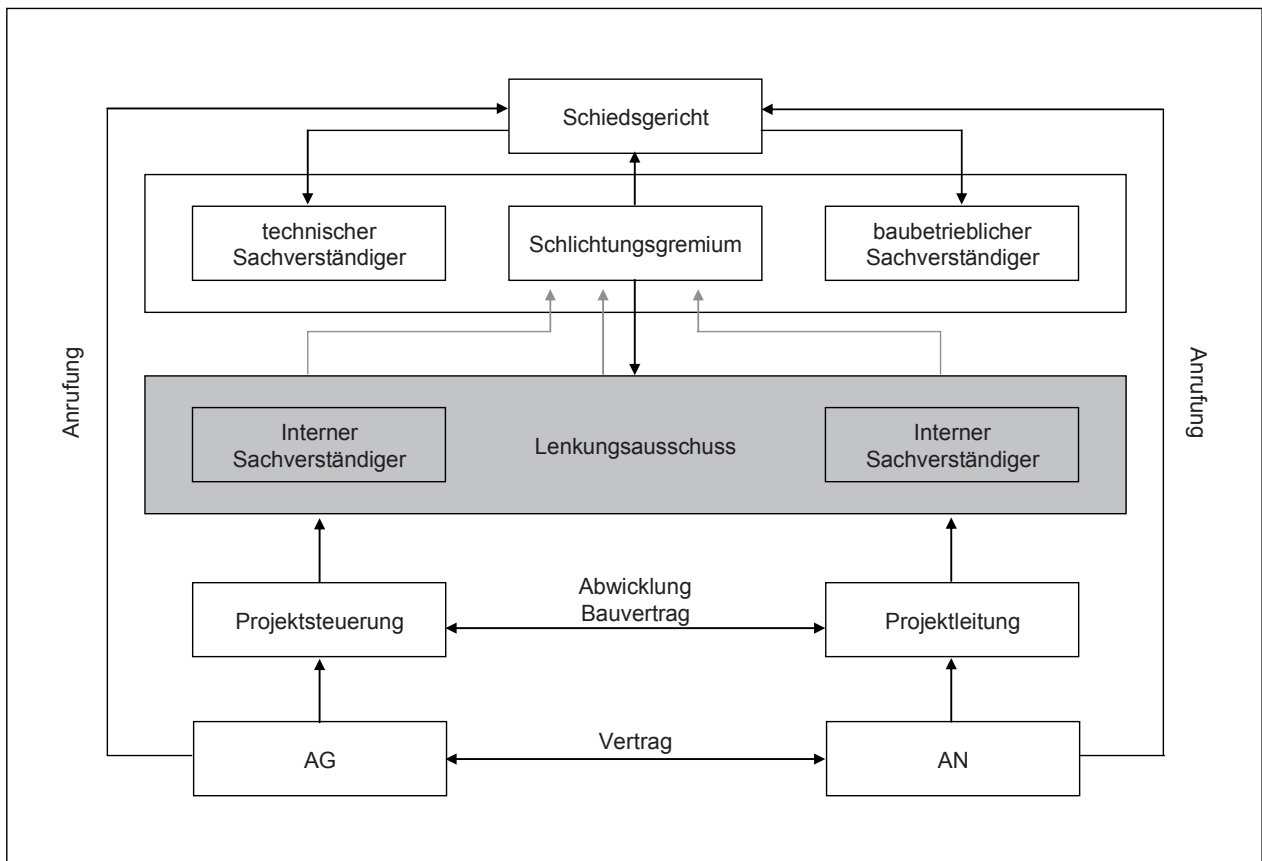 Schiedsgericht
technischer
Sachverständiger
Schlichtungsgremium
baubetrieblicher
Sachverständiger
Anrufung
Anrufung
Interner
Sachverständiger
Lenkungsausschuss
Interner
Sachverständiger
Projektsteuerung
Abwicklung
Bauvertrag
Projektleitung
AG
Vertrag
AN